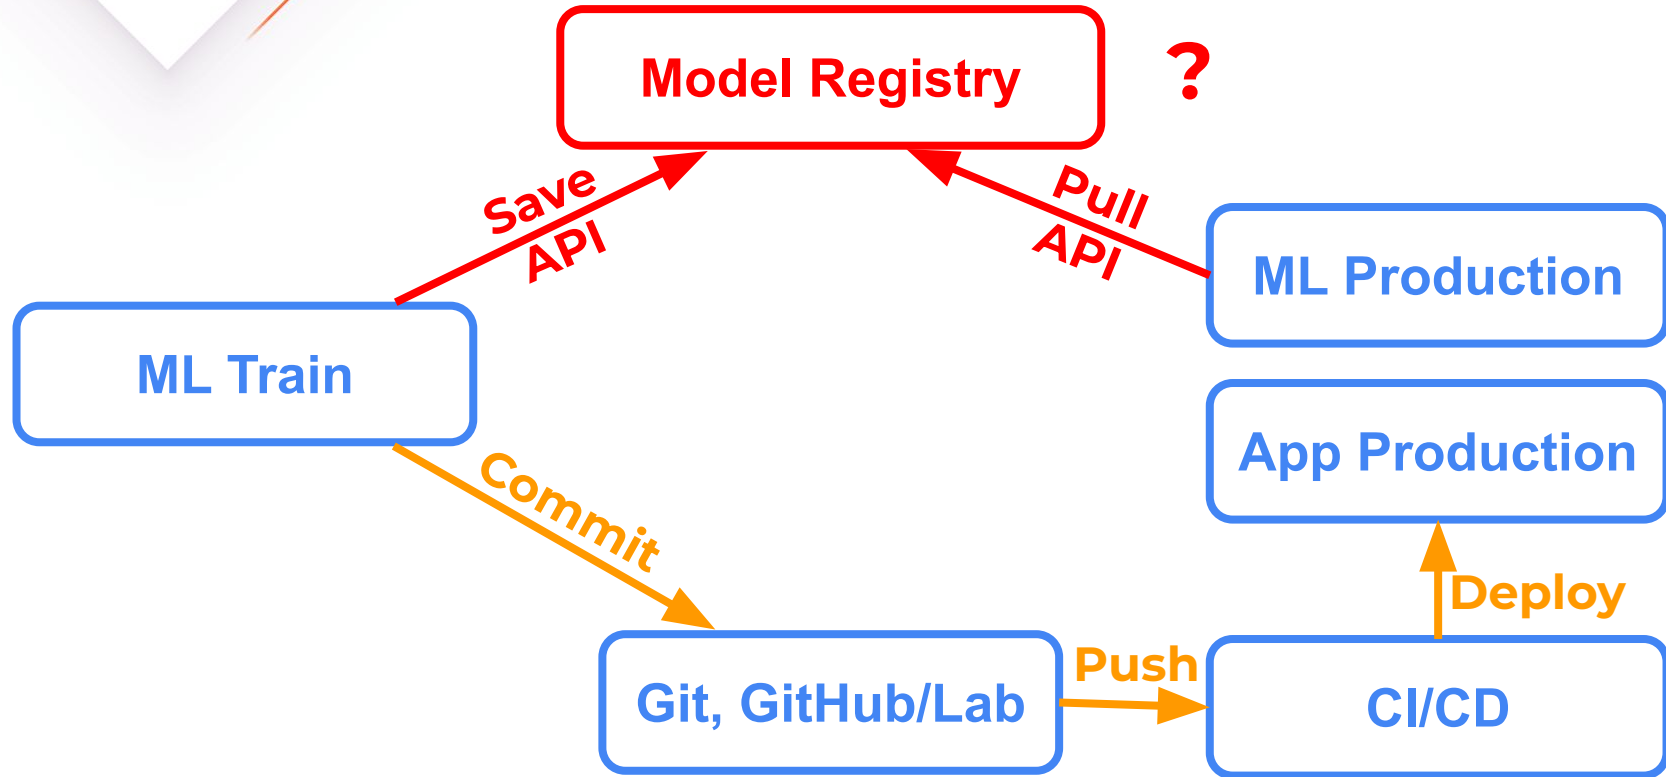 Model Registry
?
Save
API
Pull
API
ML Production
ML Train
App Production
Commit
Deploy
Git, GitHub/Lab
Push
CI/CD